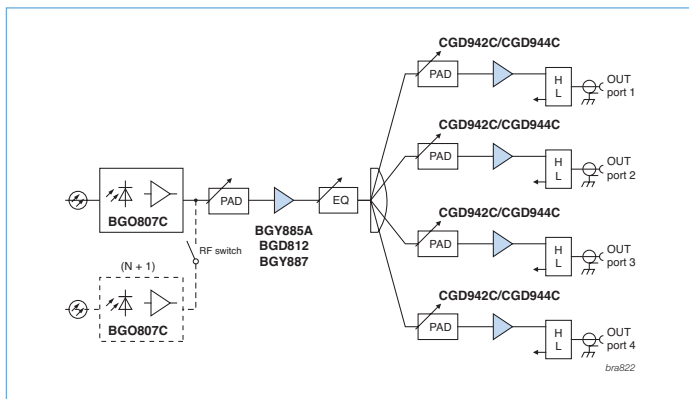 CGD942C/CGD944C
PAD
H
L
OUT
port 1
CGD942C/CGD944C
PAD
H
L
OUT
port 2
BGO807C
PAD
EQ
BGY885A
BGD812
BGY887
RF switch
(N + 1)
BGO807C
CGD942C/CGD944C
PAD
H
L
OUT
port 3
CGD942C/CGD944C
PAD
H
L
OUT
port 4
bra822